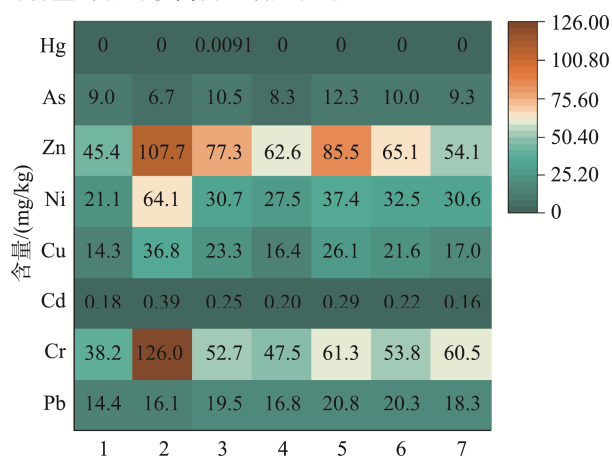 Hg 0 0 0.0091 0 0 0 0
As 9.0 6.7 10.5 8.3 12.3 10.0 9.3
Zn 45.4 107.7 77.3 62.6 85.5 65.1 54.1
Ni 21.1 64.1 30.7 27.5 37.4 32.5 30.6
Cu 14.3 36.8 23.3 16.4 26.1 21.6 17.0
Cd 0.18 0.39 0.25 0.20 0.29 0.22 0.16
Cr 38.2 126.0 52.7 47.5 61.3 53.8 60.5
Pb 14.4 16.1 19.5 16.8 20.8 20.3 18.3
1 2 3 4 5 6 7
含量/(mg/kg)
126.00
100.80
75.60
50.40
25.20
0